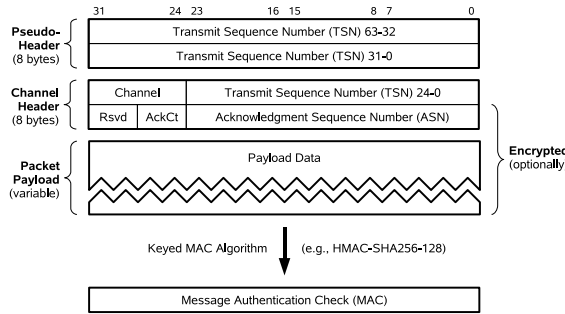 31 24 23 16 15 8 7 0
Pseudo-
Header
(8 bytes)
Transmit Sequence Number (TSN) 63-32
Transmit Sequence Number (TSN) 31-0
Channel
Header
(8 bytes)
Channel Transmit Sequence Number (TSN) 24-0
Rsvd AckCt Acknowledgment Sequence Number (ASN)
Packet
Payload
(variable)
Payload Data
Encrypted
(optionally
Keyed MAC Algorithm (e.g., HMAC-SHA256-128)
Message Authentication Check (MAC)